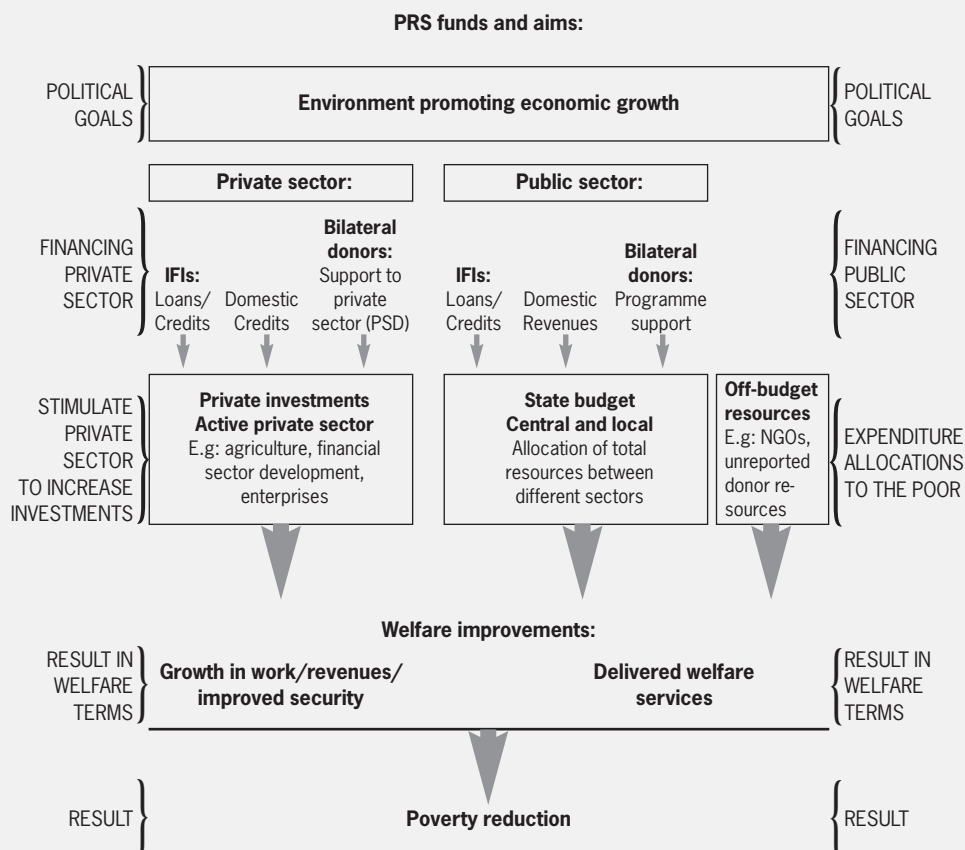 PRS funds and aims:
POLITICAL
GOALS
Environment promoting economic growth
POLITICAL
GOALS
Private sector:
Public sector:
FINANCING
PRIVATE
SECTOR
IFIs:
Loans/
Credits
Domestic
Credits
Bilateral
donors:
Support to
private
sector (PSD)
IFIs:
Loans/
Credits
Domestic
Revenues
Bilateral
donors:
Programme
support
FINANCING
PUBLIC
SECTOR
STIMULATE
PRIVATE
SECTOR
TO INCREASE
INVESTMENTS
Private investments
Active private sector
E.g: agriculture, financial
sector development,
enterprises
State budget
Central and local
Allocation of total
resources between
different sectors
Off-budget
resources
E.g: NGOs,
unreported
donor re-
sources
EXPENDITURE
ALLOCATIONS
TO THE POOR
Welfare improvements:
RESULT IN
WELFARE
TERMS
Growth in work/revenues/
improved security
Delivered welfare
services
RESULT IN
WELFARE
TERMS
RESULT
Poverty reduction
RESULT